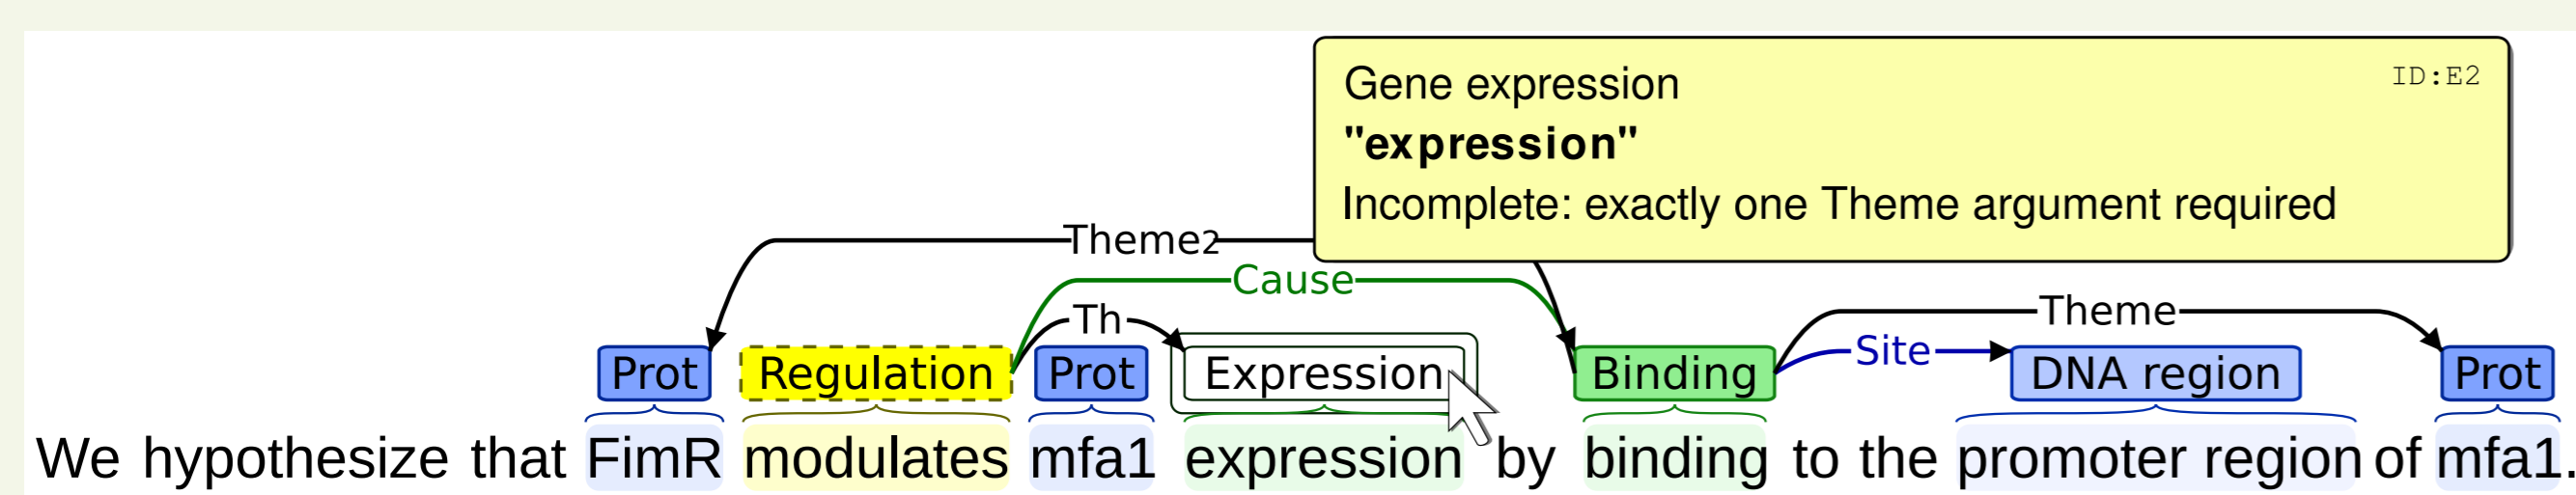 Gene expression ID:E2
"expression"
Incomplete: exactly one Theme argument required
Theme2
Cause
Th Theme
Site
Prot Regulation Prot Expression Binding DNA region Prot
We hypothesize that FimR modulates mfa1 expression by binding to the promoter region of mfa1.